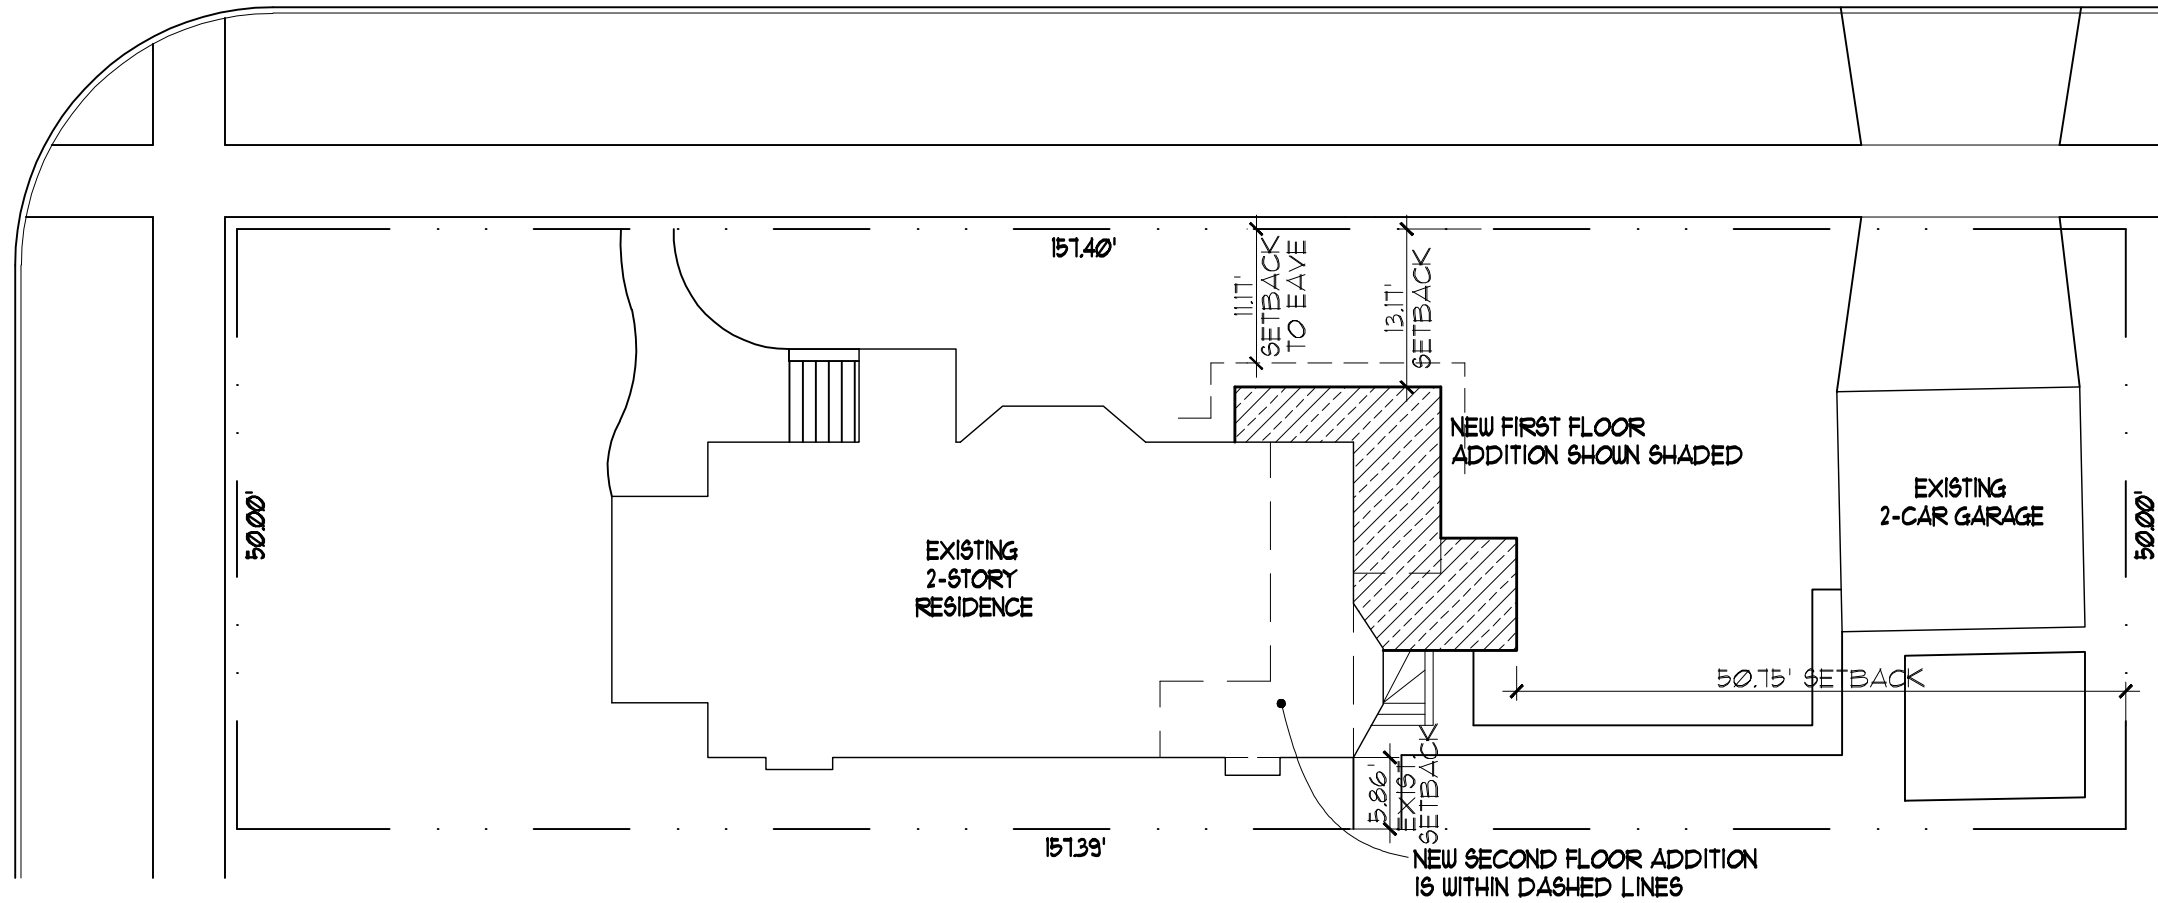 157.40'
11.17'
SETBACK
TO EAVE
13.17'
SETBACK
NEW FIRST FLOOR
ADDITION SHOWN SHADED
EXISTING
2-CAR GARAGE
50.00'
50.00'
EXISTING
2-STORY
RESIDENCE
50.75' SETBACK
5.86'
EXIST.
SETBACK
157.39'
NEW SECOND FLOOR ADDITION
IS WITHIN DASHED LINES